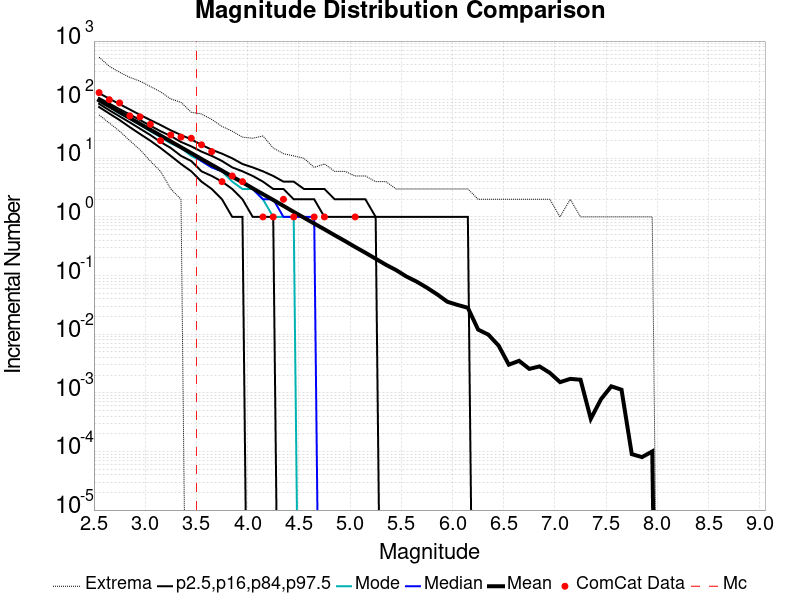 Magnitude Distribution Comparison
10^3
10^2
10^1
10^0
10^-1
10^-2
10^-3
10^-4
10^-5
Incremental Number
2.5 3.0 3.5 4.0 4.5 5.0 5.5 6.0 6.5 7.0 7.5 8.0 8.5 9.0
Magnitude
Extrema p2.5,p16,p84,p97.5 Mode Median Mean ComCat Data Mc